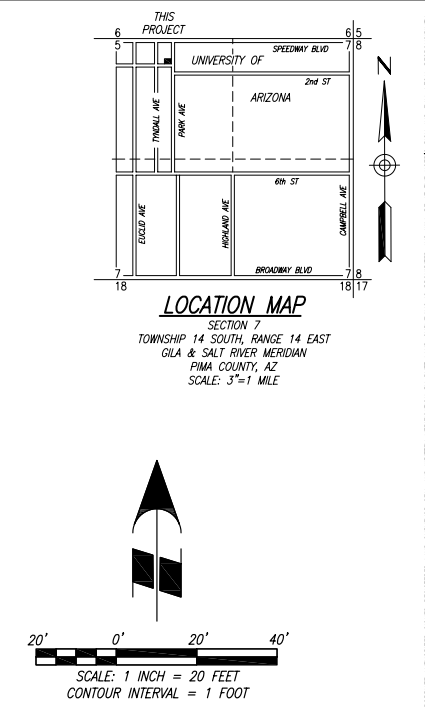 THIS
PROJECT
6
6 5
5
7 8
SPEEDWAY BLVD
UNIVERSITY OF
N
2nd ST
ARIZONA
TYNDALL AVE
PARK AVE
6th ST
EUCLID AVE
HIGHLAND AVE
CAMPBELL AVE
BROADWAY BLVD
7
7 8
18
18 17
LOCATION MAP
SECTION 7
TOWNSHIP 14 SOUTH, RANGE 14 EAST
GILA & SALT RIVER MERIDIAN
PIMA COUNTY, AZ
SCALE: 3"=1 MILE
20' 0' 20' 40'
SCALE: 1 INCH = 20 FEET
CONTOUR INTERVAL = 1 FOOT